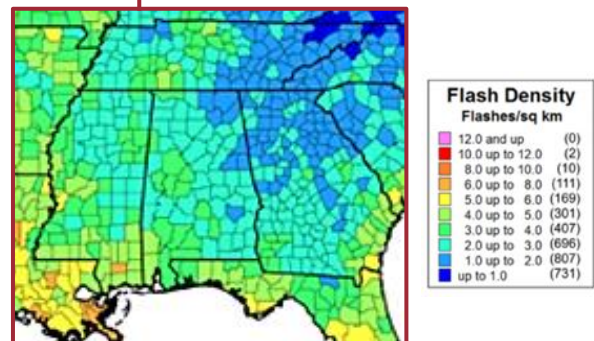 Flash Density
Flashes/sq km
12.0 and up (0)
10.0 up to 12.0 (2)
8.0 up to 10.0 (10)
6.0 up to 8.0 (111)
5.0 up to 6.0 (169)
4.0 up to 5.0 (301)
3.0 up to 4.0 (407)
2.0 up to 3.0 (696)
1.0 up to 2.0 (807)
up to 1.0 (731)